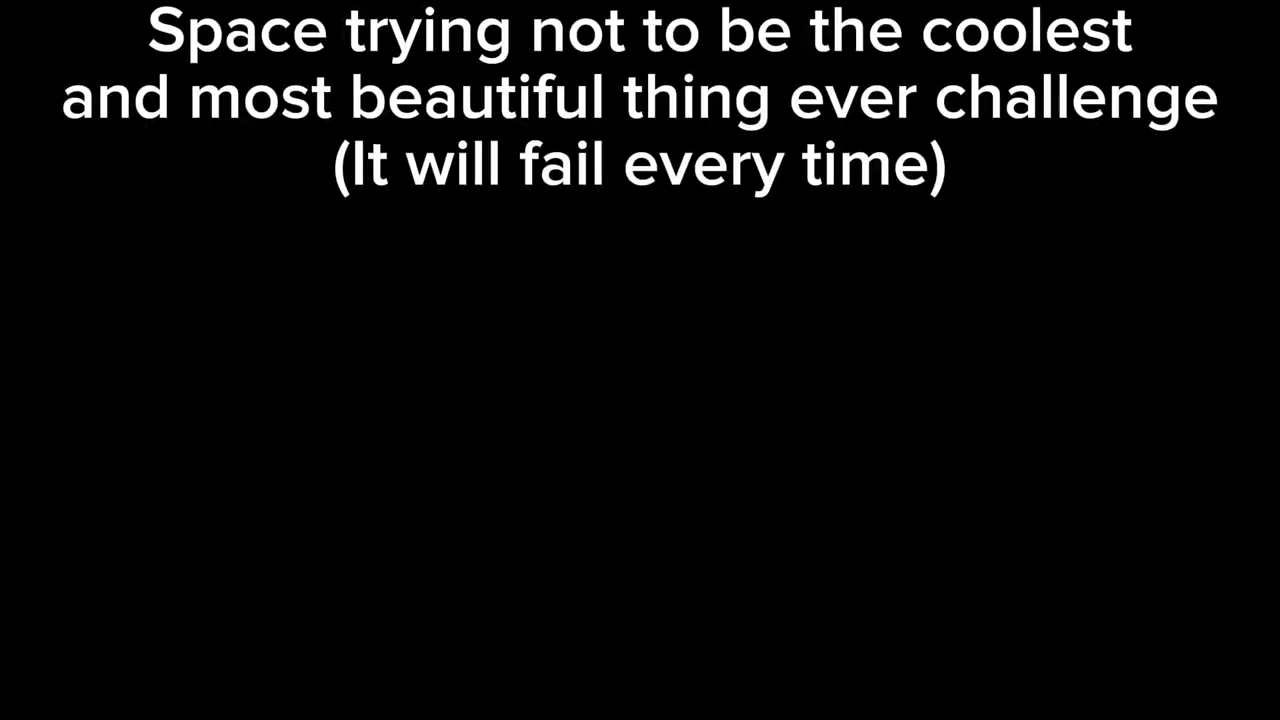 Space trying not to be the coolest
and most beautiful thing ever challenge
(It will fail every time)